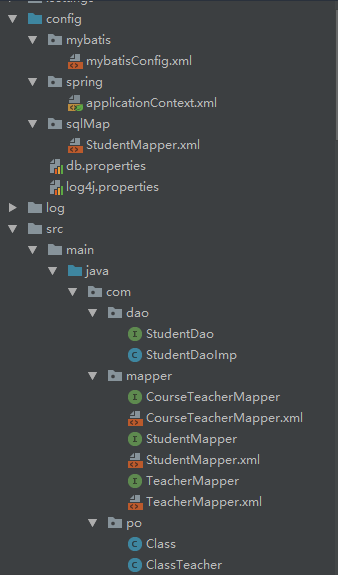 config
mybatis
mybatisConfig.xml
spring
applicationContext.xml
sqlMap
StudentMapper.xml
db.properties
log4j.properties
log
src
main
java
com
dao
StudentDao
StudentDaoImp
mapper
CourseTeacherMapper
CourseTeacherMapper.xml
StudentMapper
StudentMapper.xml
TeacherMapper
TeacherMapper.xml
po
Class
ClassTeacher